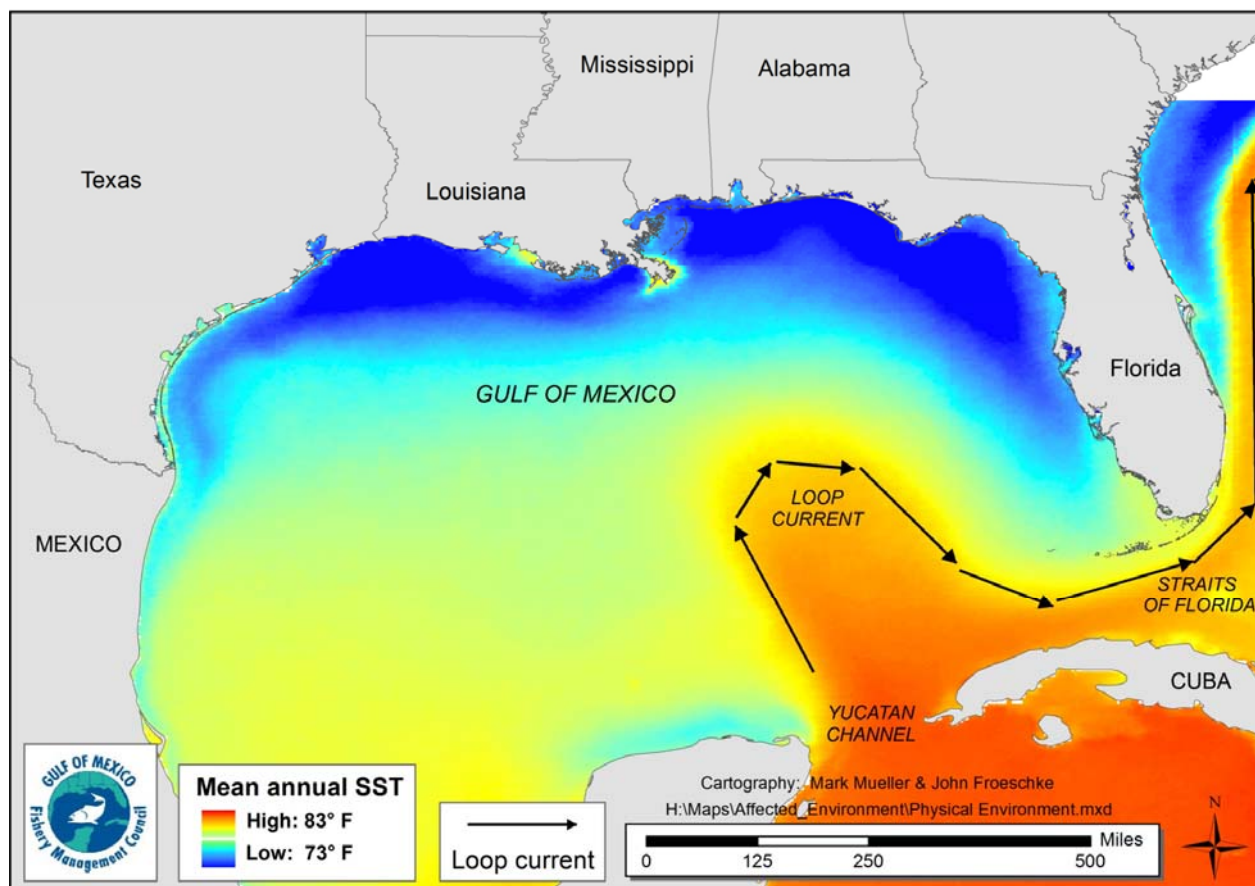 Mississippi
Alabama
Texas
Louisiana
Florida
GULF OF MEXICO
LOOP
CURRENT
MEXICO
STRAITS
OF FLORIDA
CUBA
YUCATAN
CHANNEL
GULF OF MEXICO
Fishery Management Council
Mean annual SST
High: 83° F
Low: 73° F
Loop current
Cartography: Mark Mueller & John Froeschke
H:\Maps\Affected_Environment\Physical Environment.mxd
Miles
0 125 250 500
N